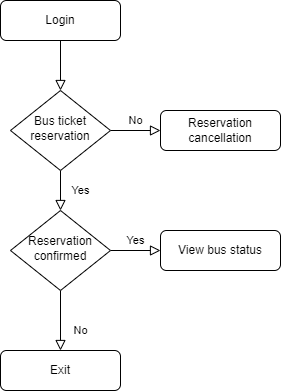 Login
Bus ticket
reservation
No
Reservation
cancellation
Yes
Reservation
confirmed
Yes
View bus status
No
Exit